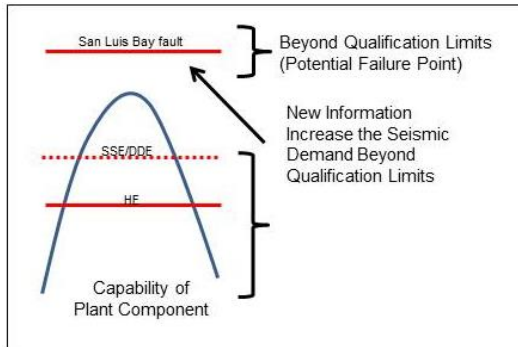 San Luis Bay fault
Beyond Qualification Limits
(Potential Failure Point)
New Information
Increase the Seismic
Demand Beyond
Qualification Limits
SSE/DDE
HE
Capability of
Plant Component